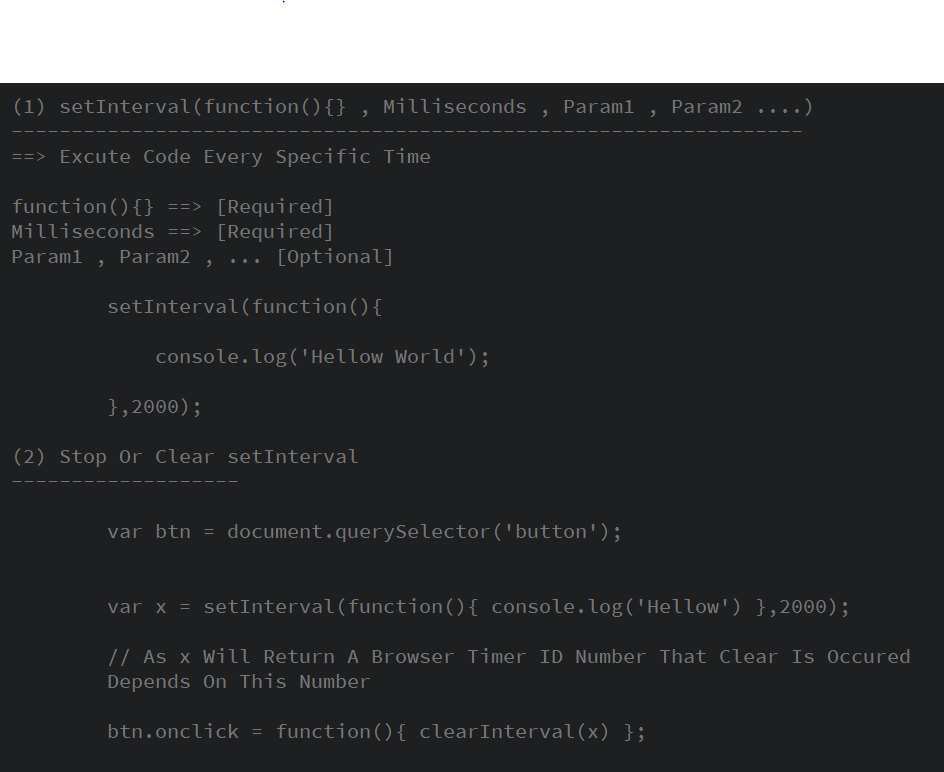 (1) setInterval(function(){} , Milliseconds , Param1 , Param2 ....)
------------------------------------------------------------------
==> Excute Code Every Specific Time
function(){} ==> [Required]
Milliseconds ==> [Required]
Param1 , Param2 , ... [Optional]
setInterval(function(){
console.log('Hellow World');
},2000);
(2) Stop Or Clear setInterval
-------------------
var btn = document.querySelector('button');
var x = setInterval(function(){ console.log('Hellow') },2000);
// As x Will Return A Browser Timer ID Number That Clear Is Occured
Depends On This Number
btn.onclick = function(){ clearInterval(x) };